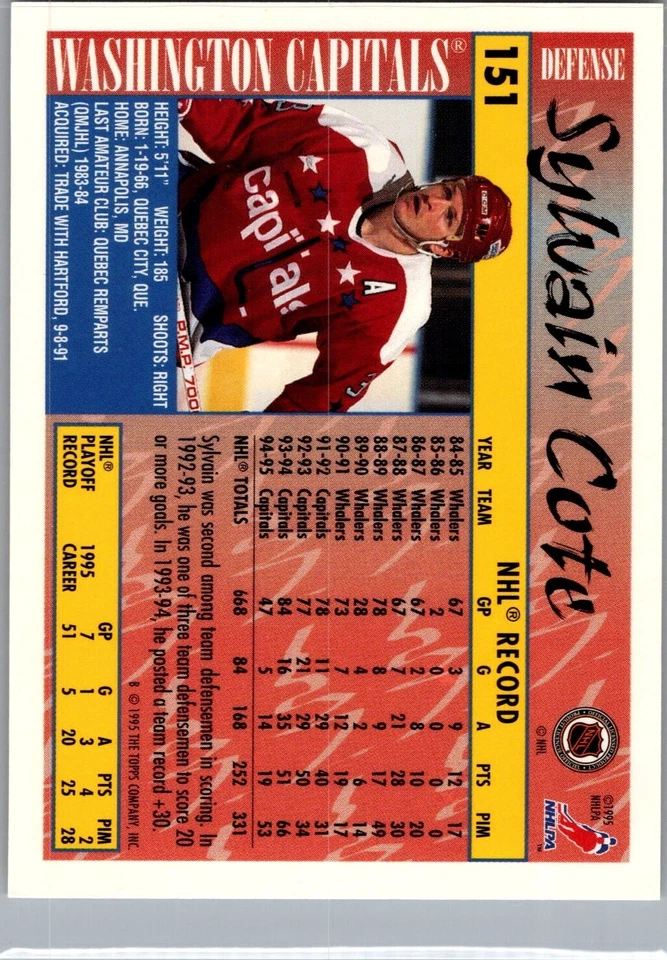 WASHINGTON CAPITALS®
151
DEFENSE
Sylvain Cote
capitals
A
CCM
P.M.P. 700
HEIGHT: 5'11" WEIGHT: 185 SHOOTS: RIGHT
BORN: 1-19-66, QUEBEC CITY, QUE.
HOME: ANNAPOLIS, MD
LAST AMATEUR CLUB: QUEBEC REMPARTS
(QMJHL) 1983-84
ACQUIRED: TRADE WITH HARTFORD, 9-8-91
NHL
© NHL
©1995
NHLPA
NHLPA™
NHL® RECORD
YEAR TEAM GP G A PTS PIM
84-85 Whalers 67 3 9 12 17
85-86 Whalers 2 0 0 0 0
86-87 Whalers 67 2 8 10 20
87-88 Whalers 67 7 21 28 30
88-89 Whalers 78 8 9 17 49
89-90 Whalers 28 4 2 6 14
90-91 Whalers 73 7 12 19 17
91-92 Capitals 78 11 29 40 31
92-93 Capitals 77 21 29 50 34
93-94 Capitals 84 16 35 51 66
94-95 Capitals 47 5 14 19 53
NHL® TOTALS 668 84 168 252 331
Sylvain was second among team defensemen in scoring. In
1992-93, he was one of three team defensemen to score 20
or more goals. In 1993-94, he posted a team record +30.
B © 1995 THE TOPPS COMPANY, INC.
NHL® GP G A PTS PIM
PLAYOFF 1995 7 1 3 4 2
RECORD CAREER 51 5 20 25 28